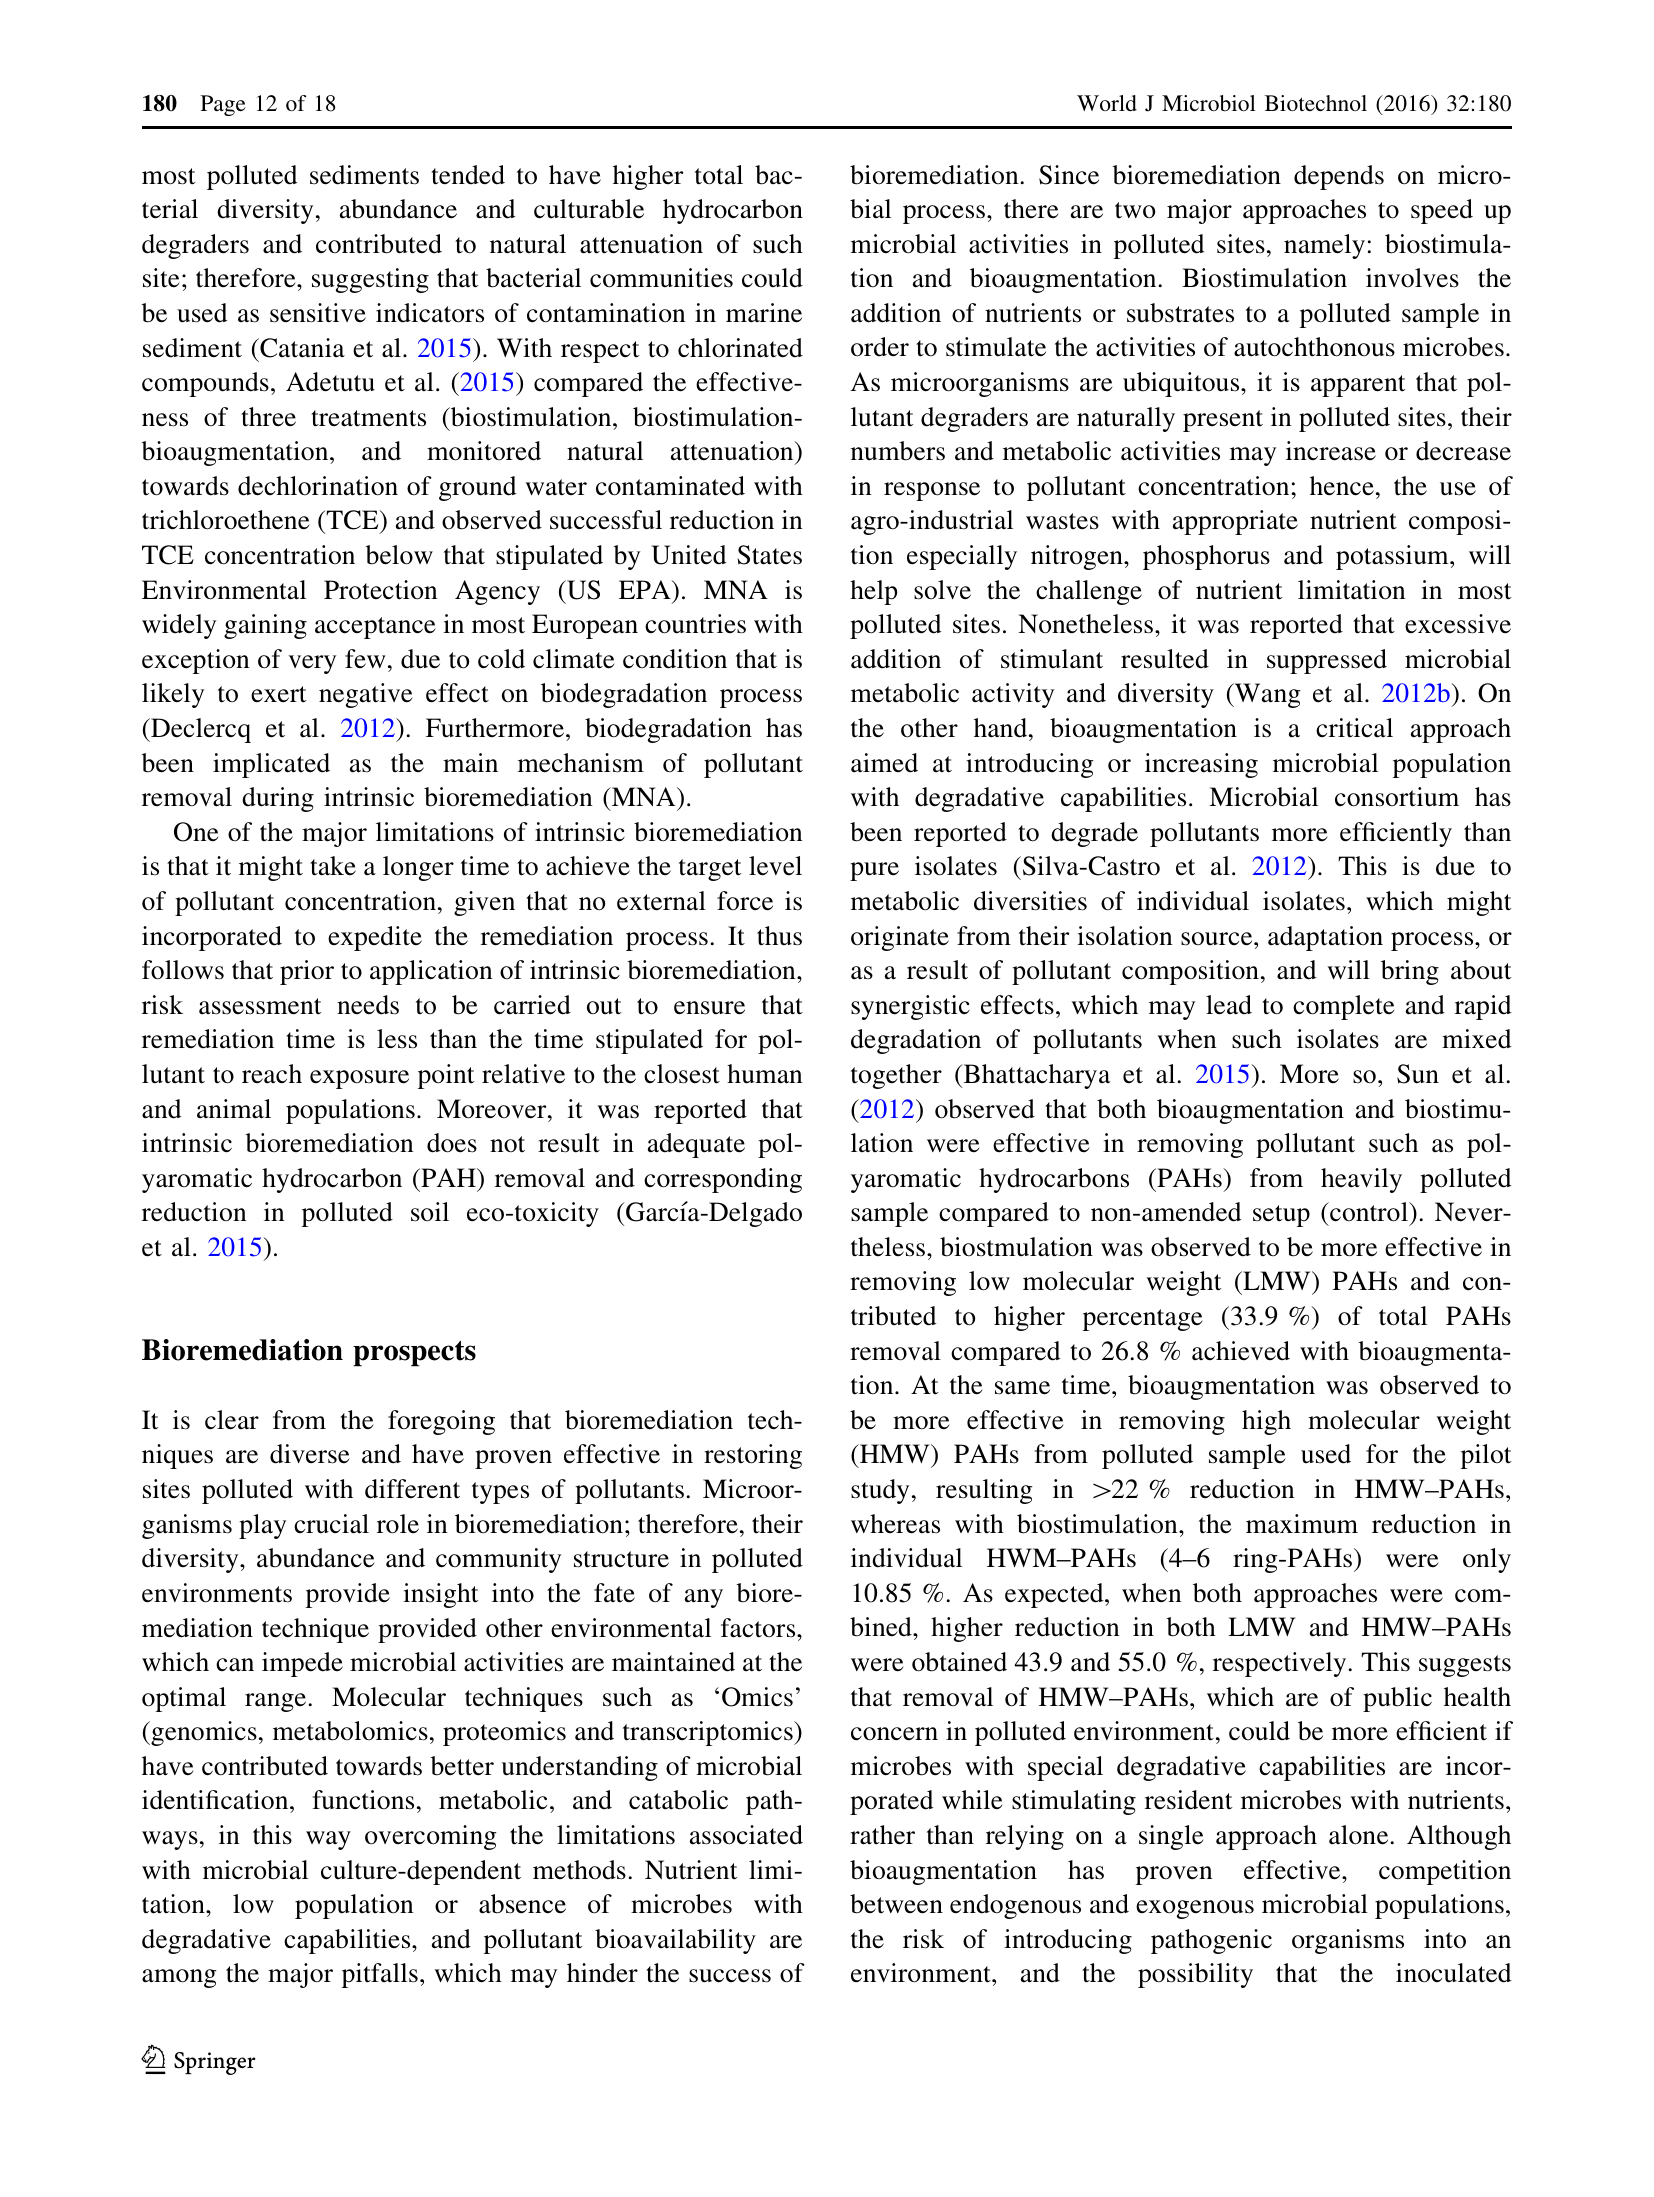 180 Page 12 of 18
World J Microbiol Biotechnol (2016) 32:180
most polluted sediments tended to have higher total bac-
terial diversity, abundance and culturable hydrocarbon
degraders and contributed to natural attenuation of such
site; therefore, suggesting that bacterial communities could
be used as sensitive indicators of contamination in marine
sediment (Catania et al. 2015). With respect to chlorinated
compounds, Adetutu et al. (2015) compared the effective-
ness of three treatments (biostimulation, biostimulation-
bioaugmentation, and monitored natural attenuation)
towards dechlorination of ground water contaminated with
trichloroethene (TCE) and observed successful reduction in
TCE concentration below that stipulated by United States
Environmental Protection Agency (US EPA). MNA is
widely gaining acceptance in most European countries with
exception of very few, due to cold climate condition that is
likely to exert negative effect on biodegradation process
(Declercq et al. 2012). Furthermore, biodegradation has
been implicated as the main mechanism of pollutant
removal during intrinsic bioremediation (MNA).
One of the major limitations of intrinsic bioremediation
is that it might take a longer time to achieve the target level
of pollutant concentration, given that no external force is
incorporated to expedite the remediation process. It thus
follows that prior to application of intrinsic bioremediation,
risk assessment needs to be carried out to ensure that
remediation time is less than the time stipulated for pol-
lutant to reach exposure point relative to the closest human
and animal populations. Moreover, it was reported that
intrinsic bioremediation does not result in adequate pol-
yaromatic hydrocarbon (PAH) removal and corresponding
reduction in polluted soil eco-toxicity (García-Delgado
et al. 2015).
Bioremediation prospects
It is clear from the foregoing that bioremediation tech-
niques are diverse and have proven effective in restoring
sites polluted with different types of pollutants. Microor-
ganisms play crucial role in bioremediation; therefore, their
diversity, abundance and community structure in polluted
environments provide insight into the fate of any biore-
mediation technique provided other environmental factors,
which can impede microbial activities are maintained at the
optimal range. Molecular techniques such as ‘Omics’
(genomics, metabolomics, proteomics and transcriptomics)
have contributed towards better understanding of microbial
identification, functions, metabolic, and catabolic path-
ways, in this way overcoming the limitations associated
with microbial culture-dependent methods. Nutrient limi-
tation, low population or absence of microbes with
degradative capabilities, and pollutant bioavailability are
among the major pitfalls, which may hinder the success of
bioremediation. Since bioremediation depends on micro-
bial process, there are two major approaches to speed up
microbial activities in polluted sites, namely: biostimula-
tion and bioaugmentation. Biostimulation involves the
addition of nutrients or substrates to a polluted sample in
order to stimulate the activities of autochthonous microbes.
As microorganisms are ubiquitous, it is apparent that pol-
lutant degraders are naturally present in polluted sites, their
numbers and metabolic activities may increase or decrease
in response to pollutant concentration; hence, the use of
agro-industrial wastes with appropriate nutrient composi-
tion especially nitrogen, phosphorus and potassium, will
help solve the challenge of nutrient limitation in most
polluted sites. Nonetheless, it was reported that excessive
addition of stimulant resulted in suppressed microbial
metabolic activity and diversity (Wang et al. 2012b). On
the other hand, bioaugmentation is a critical approach
aimed at introducing or increasing microbial population
with degradative capabilities. Microbial consortium has
been reported to degrade pollutants more efficiently than
pure isolates (Silva-Castro et al. 2012). This is due to
metabolic diversities of individual isolates, which might
originate from their isolation source, adaptation process, or
as a result of pollutant composition, and will bring about
synergistic effects, which may lead to complete and rapid
degradation of pollutants when such isolates are mixed
together (Bhattacharya et al. 2015). More so, Sun et al.
(2012) observed that both bioaugmentation and biostimu-
lation were effective in removing pollutant such as pol-
yaromatic hydrocarbons (PAHs) from heavily polluted
sample compared to non-amended setup (control). Never-
theless, biostmulation was observed to be more effective in
removing low molecular weight (LMW) PAHs and con-
tributed to higher percentage (33.9 %) of total PAHs
removal compared to 26.8 % achieved with bioaugmenta-
tion. At the same time, bioaugmentation was observed to
be more effective in removing high molecular weight
(HMW) PAHs from polluted sample used for the pilot
study, resulting in >22 % reduction in HMW–PAHs,
whereas with biostimulation, the maximum reduction in
individual HWM–PAHs (4–6 ring-PAHs) were only
10.85 %. As expected, when both approaches were com-
bined, higher reduction in both LMW and HMW–PAHs
were obtained 43.9 and 55.0 %, respectively. This suggests
that removal of HMW–PAHs, which are of public health
concern in polluted environment, could be more efficient if
microbes with special degradative capabilities are incor-
porated while stimulating resident microbes with nutrients,
rather than relying on a single approach alone. Although
bioaugmentation has proven effective, competition
between endogenous and exogenous microbial populations,
the risk of introducing pathogenic organisms into an
environment, and the possibility that the inoculated
Springer